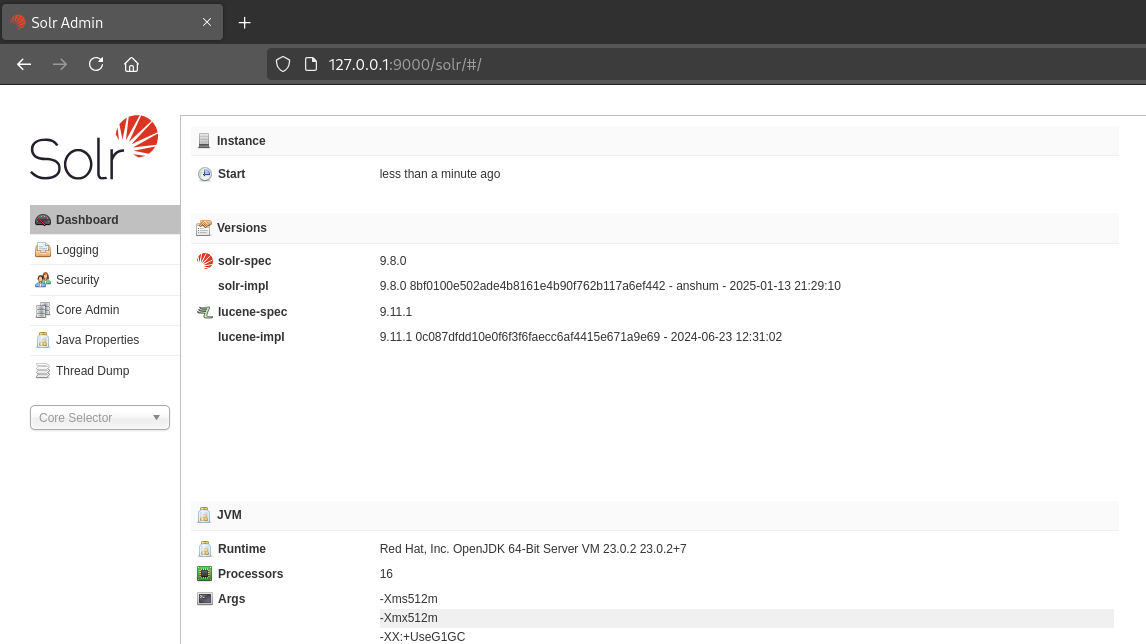 Solr Admin
127.0.0.1:9000/solr/#/
Solr
Dashboard
Logging
Security
Core Admin
Java Properties
Thread Dump
Core Selector
Instance
Start less than a minute ago
Versions
solr-spec 9.8.0
solr-impl 9.8.0 8bf0100e502ade4b8161e4b90f762b117a6ef442 - anshum - 2025-01-13 21:29:10
lucene-spec 9.11.1
lucene-impl 9.11.1 0c087dfdd10e0f6f3f6faecc6af4415e671a9e69 - 2024-06-23 12:31:02
JVM
Runtime Red Hat, Inc. OpenJDK 64-Bit Server VM 23.0.2 23.0.2+7
Processors 16
Args -Xms512m
-Xmx512m
-XX:+UseG1GC